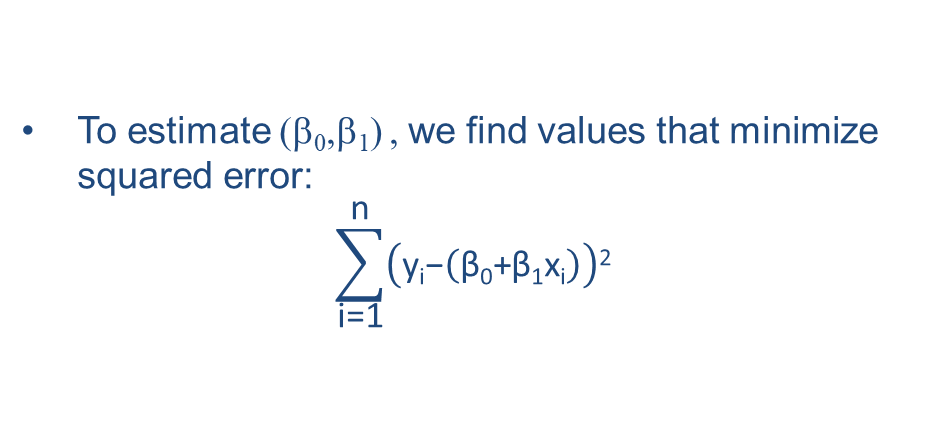 • To estimate (β₀,β₁) , we find values that minimize
squared error:
n
∑(yᵢ−(β₀+β₁xᵢ))²
i=1